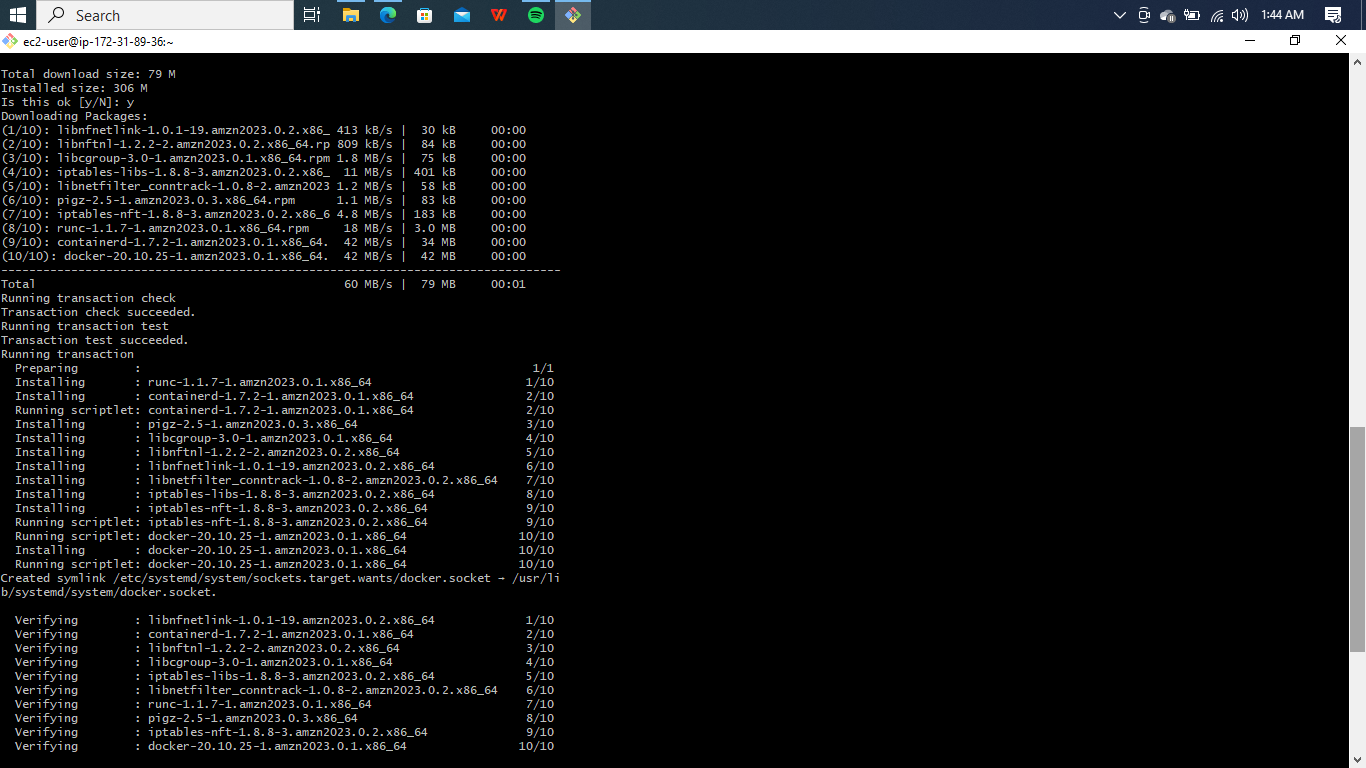 Search
1:44 AM
ec2-user@ip-172-31-89-36:~
Total download size: 79 M
Installed size: 306 M
Is this ok [y/N]: y
Downloading Packages:
(1/10): libnfnetlink-1.0.1-19.amzn2023.0.2.x86_ 413 kB/s |  30 kB     00:00
(2/10): libnftnl-1.2.2-2.amzn2023.0.2.x86_64.rp 809 kB/s |  84 kB     00:00
(3/10): libcgroup-3.0-1.amzn2023.0.1.x86_64.rpm 1.8 MB/s |  75 kB     00:00
(4/10): iptables-libs-1.8.8-3.amzn2023.0.2.x86_  11 MB/s | 401 kB     00:00
(5/10): libnetfilter_conntrack-1.0.8-2.amzn2023 1.2 MB/s |  58 kB     00:00
(6/10): pigz-2.5-1.amzn2023.0.3.x86_64.rpm      1.1 MB/s |  83 kB     00:00
(7/10): iptables-nft-1.8.8-3.amzn2023.0.2.x86_6 4.8 MB/s | 183 kB     00:00
(8/10): runc-1.1.7-1.amzn2023.0.1.x86_64.rpm     18 MB/s | 3.0 MB     00:00
(9/10): containerd-1.7.2-1.amzn2023.0.1.x86_64.  42 MB/s |  34 MB     00:00
(10/10): docker-20.10.25-1.amzn2023.0.1.x86_64.  42 MB/s |  42 MB     00:00
--------------------------------------------------------------------------------
Total                                            60 MB/s |  79 MB     00:01
Running transaction check
Transaction check succeeded.
Running transaction test
Transaction test succeeded.
Running transaction
  Preparing        :                                                        1/1
  Installing       : runc-1.1.7-1.amzn2023.0.1.x86_64                      1/10
  Installing       : containerd-1.7.2-1.amzn2023.0.1.x86_64                2/10
  Running scriptlet: containerd-1.7.2-1.amzn2023.0.1.x86_64                2/10
  Installing       : pigz-2.5-1.amzn2023.0.3.x86_64                        3/10
  Installing       : libcgroup-3.0-1.amzn2023.0.1.x86_64                   4/10
  Installing       : libnftnl-1.2.2-2.amzn2023.0.2.x86_64                  5/10
  Installing       : libnfnetlink-1.0.1-19.amzn2023.0.2.x86_64             6/10
  Installing       : libnetfilter_conntrack-1.0.8-2.amzn2023.0.2.x86_64    7/10
  Installing       : iptables-libs-1.8.8-3.amzn2023.0.2.x86_64             8/10
  Installing       : iptables-nft-1.8.8-3.amzn2023.0.2.x86_64              9/10
  Running scriptlet: iptables-nft-1.8.8-3.amzn2023.0.2.x86_64              9/10
  Running scriptlet: docker-20.10.25-1.amzn2023.0.1.x86_64                10/10
  Installing       : docker-20.10.25-1.amzn2023.0.1.x86_64                10/10
  Running scriptlet: docker-20.10.25-1.amzn2023.0.1.x86_64                10/10
Created symlink /etc/systemd/system/sockets.target.wants/docker.socket → /usr/li
b/systemd/system/docker.socket.
  Verifying        : libnfnetlink-1.0.1-19.amzn2023.0.2.x86_64             1/10
  Verifying        : containerd-1.7.2-1.amzn2023.0.1.x86_64                2/10
  Verifying        : libnftnl-1.2.2-2.amzn2023.0.2.x86_64                  3/10
  Verifying        : libcgroup-3.0-1.amzn2023.0.1.x86_64                   4/10
  Verifying        : iptables-libs-1.8.8-3.amzn2023.0.2.x86_64             5/10
  Verifying        : libnetfilter_conntrack-1.0.8-2.amzn2023.0.2.x86_64    6/10
  Verifying        : runc-1.1.7-1.amzn2023.0.1.x86_64                      7/10
  Verifying        : pigz-2.5-1.amzn2023.0.3.x86_64                        8/10
  Verifying        : iptables-nft-1.8.8-3.amzn2023.0.2.x86_64              9/10
  Verifying        : docker-20.10.25-1.amzn2023.0.1.x86_64                10/10